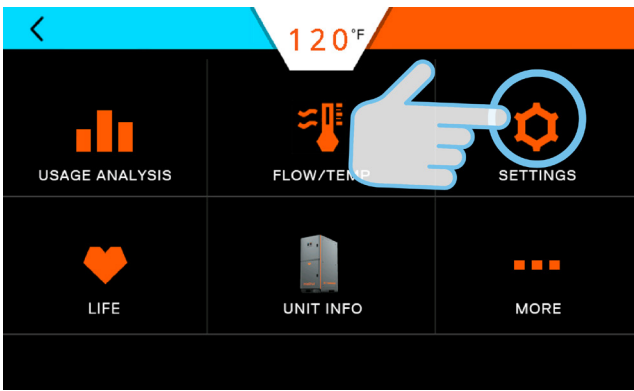 120°F
USAGE ANALYSIS
FLOW/TEMP
SETTINGS
LIFE
UNIT INFO
MORE